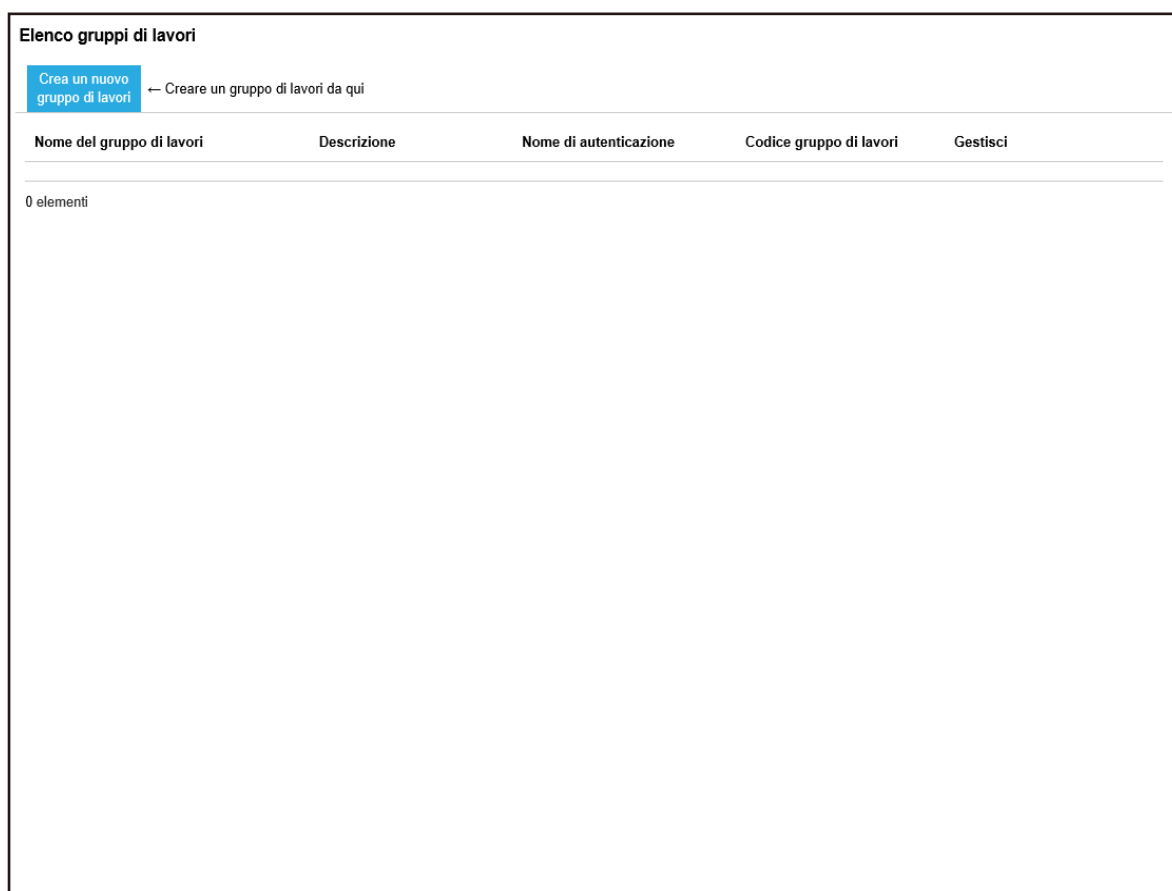 Elenco gruppi di lavori
Crea un nuovo
gruppo di lavori
← Creare un gruppo di lavori da qui
Nome del gruppo di lavori Descrizione Nome di autenticazione Codice gruppo di lavori Gestisci
0 elementi